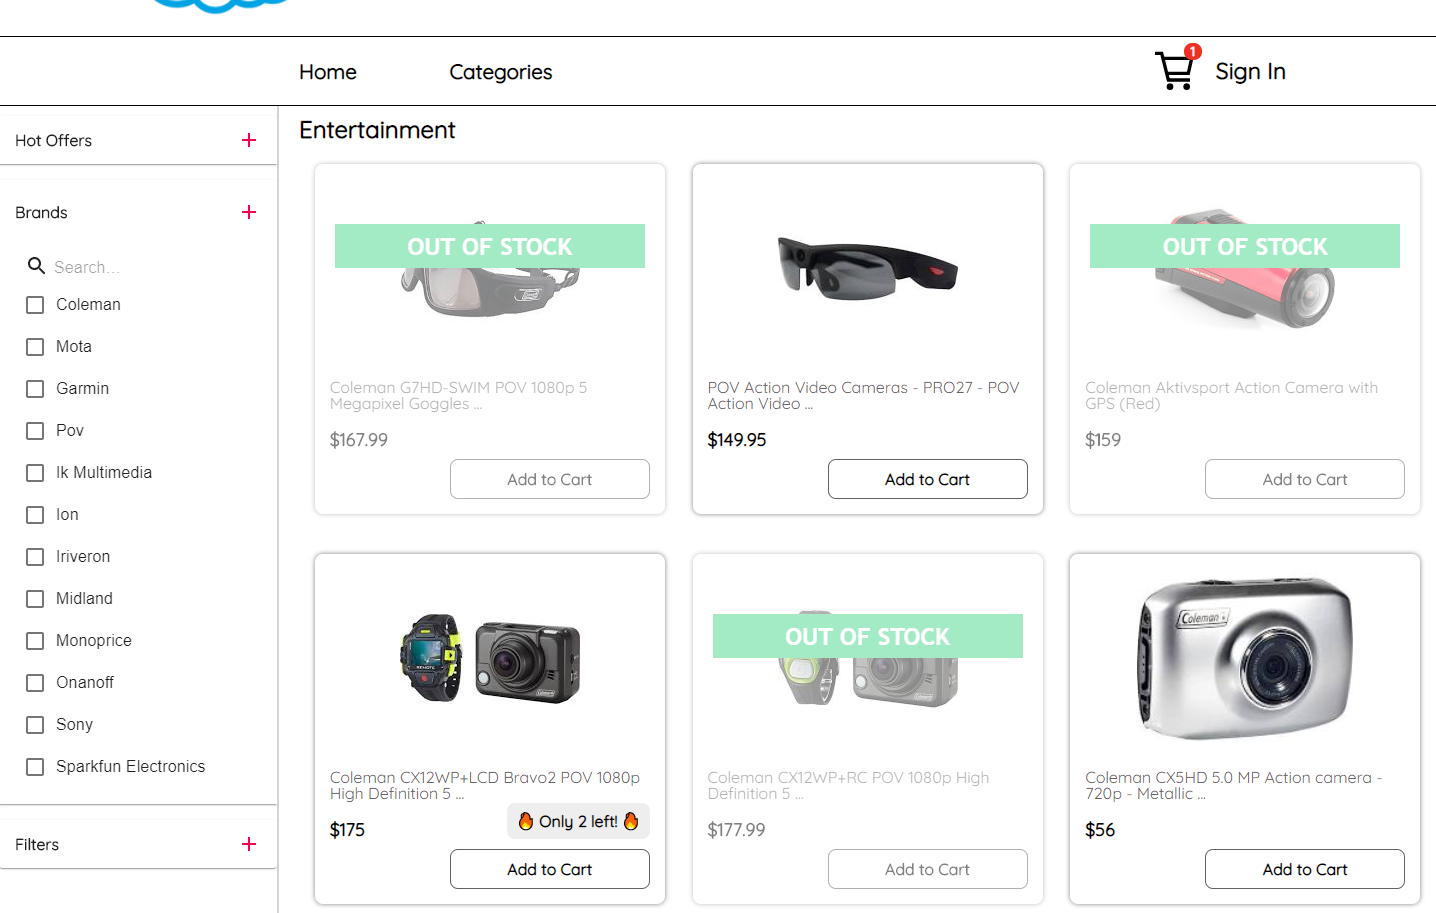 Home
Categories
1
Sign In
Hot Offers
Brands
Search...
Coleman
Mota
Garmin
Pov
Ik Multimedia
Ion
Iriveron
Midland
Monoprice
Onanoff
Sony
Sparkfun Electronics
Filters
Entertainment
OUT OF STOCK
Coleman G7HD-SWIM POV 1080p 5
Megapixel Goggles ...
$167.99
Add to Cart
POV Action Video Cameras - PRO27 - POV
Action Video ...
$149.95
Add to Cart
OUT OF STOCK
Coleman Aktivsport Action Camera with
GPS (Red)
$159
Add to Cart
REMOTE
Coleman
Coleman CX12WP+LCD Bravo2 POV 1080p
High Definition 5 ...
Only 2 left!
$175
Add to Cart
OUT OF STOCK
Coleman CX12WP+RC POV 1080p High
Definition 5 ...
$177.99
Add to Cart
Coleman
Coleman CX5HD 5.0 MP Action camera -
720p - Metallic ...
$56
Add to Cart